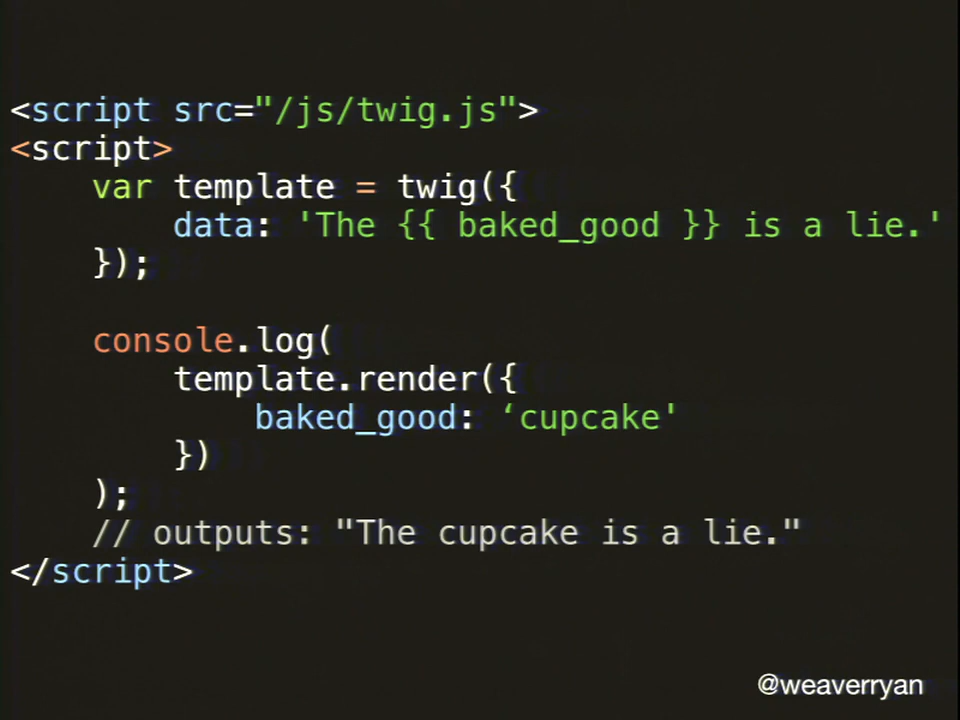 <script src="/js/twig.js">
<script>
    var template = twig({
        data: 'The {{ baked_good }} is a lie.'
    });

    console.log(
        template.render({
            baked_good: ‘cupcake'
        })
    );
    // outputs: "The cupcake is a lie."
</script>
@weaverryan